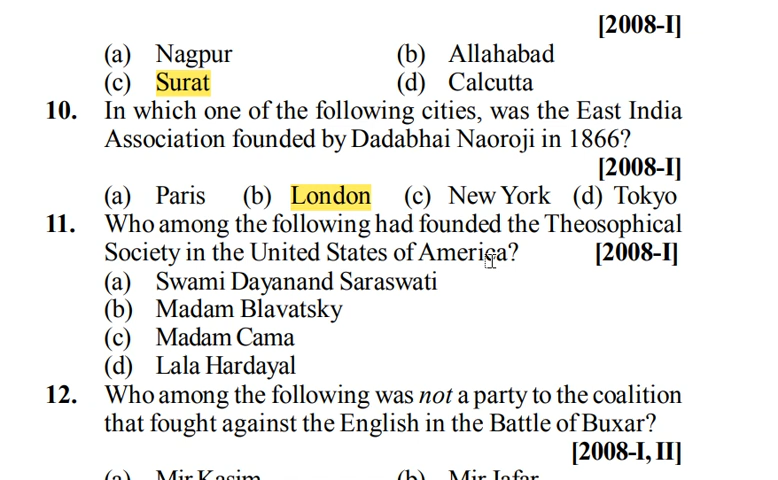 [2008-I]
(a) Nagpur (b) Allahabad
(c) Surat (d) Calcutta
10. In which one of the following cities, was the East India
Association founded by Dadabhai Naoroji in 1866?
[2008-I]
(a) Paris (b) London (c) New York (d) Tokyo
11. Who among the following had founded the Theosophical
Society in the United States of America? [2008-I]
(a) Swami Dayanand Saraswati
(b) Madam Blavatsky
(c) Madam Cama
(d) Lala Hardayal
12. Who among the following was not a party to the coalition
that fought against the English in the Battle of Buxar?
[2008-I, II]
(a) Mir Kasim (b) Mir Jafar